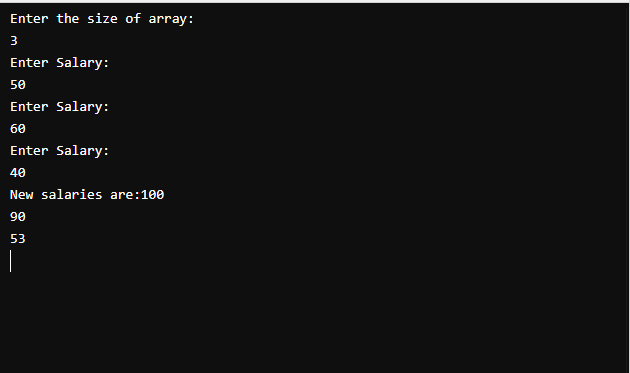 Enter the size of array:
3
Enter Salary:
50
Enter Salary:
60
Enter Salary:
40
New salaries are:100
90
53